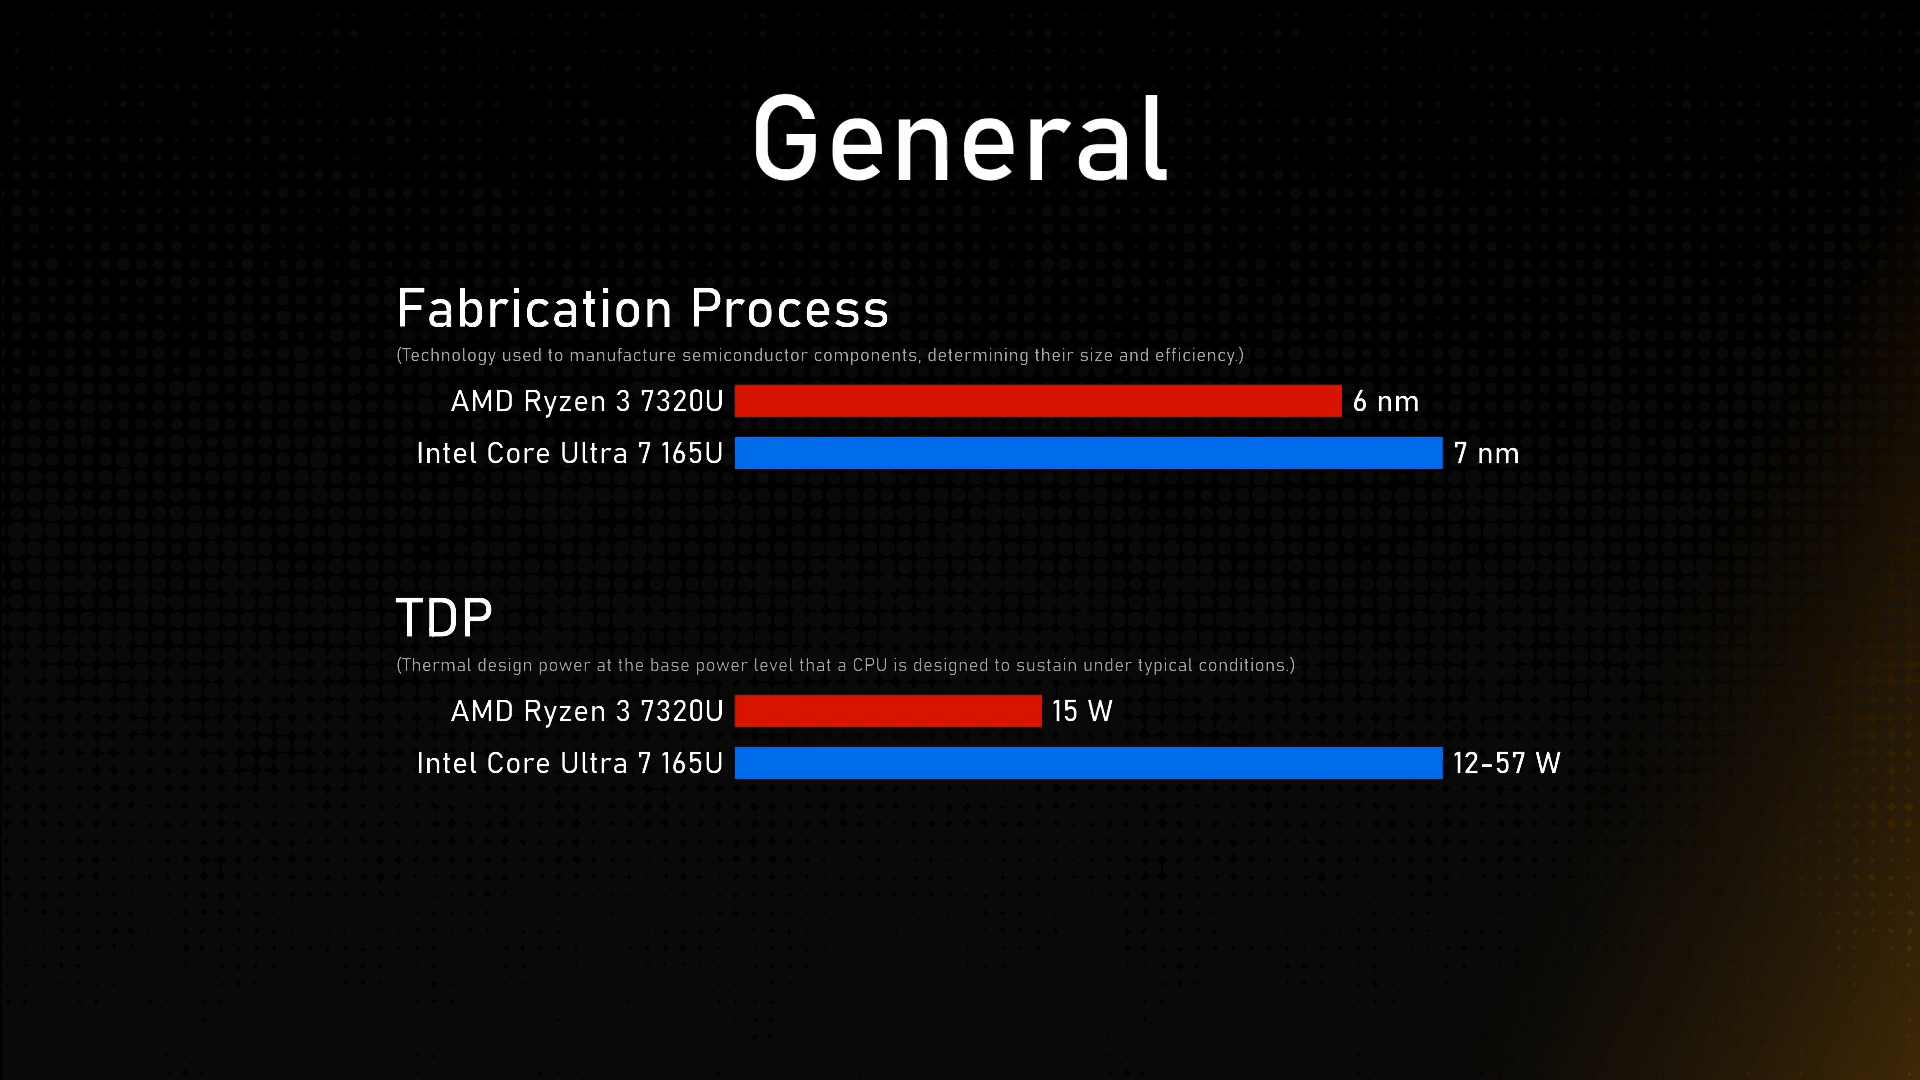 General
Fabrication Process
(Technology used to manufacture semiconductor components, determining their size and efficiency.)
AMD Ryzen 3 7320U 6 nm
Intel Core Ultra 7 165U 7 nm
TDP
(Thermal design power at the base power level that a CPU is designed to sustain under typical conditions.)
AMD Ryzen 3 7320U 15 W
Intel Core Ultra 7 165U 12-57 W